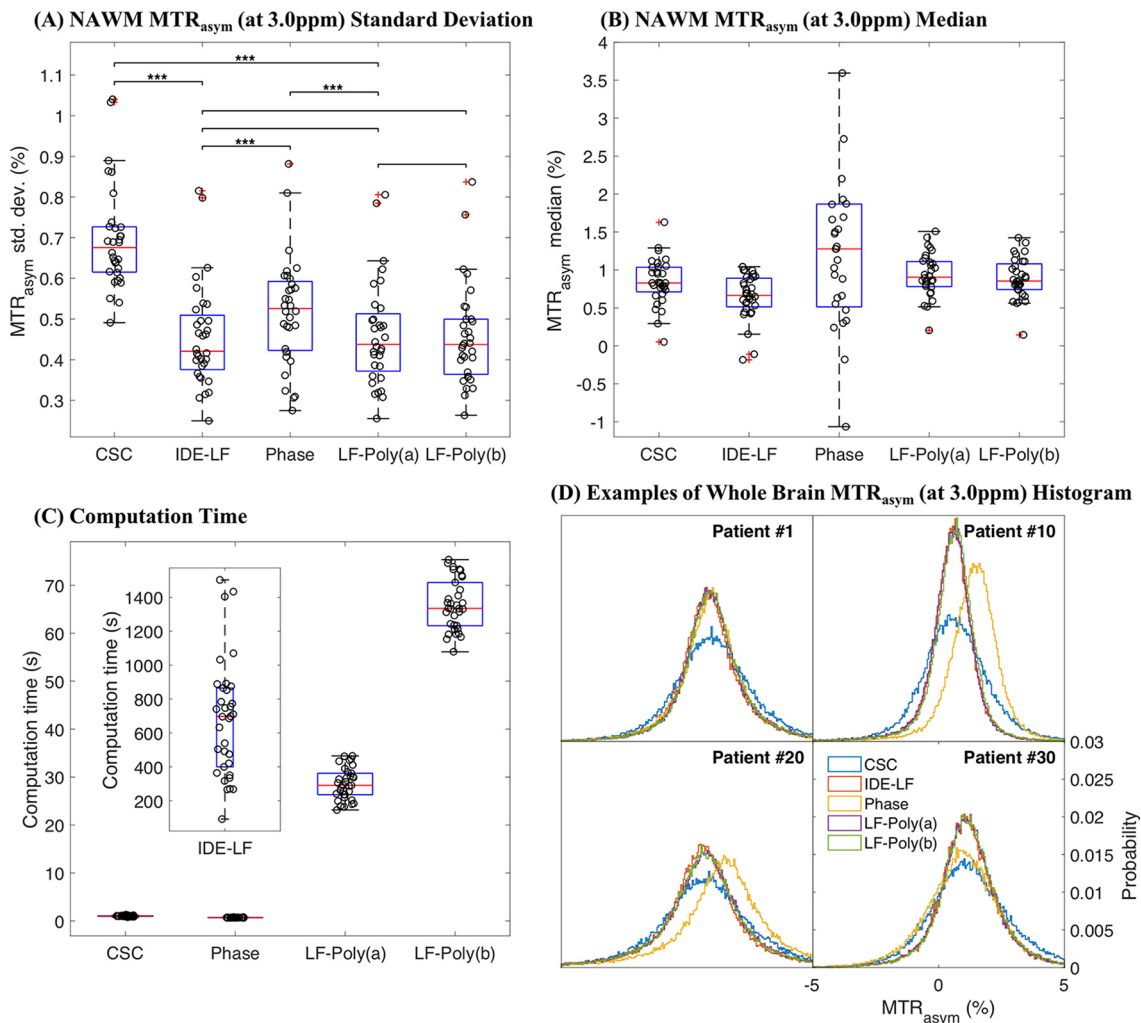 (A) NAWM MTRasym (at 3.0ppm) Standard Deviation
MTRasym std. dev. (%)
1.1
1
0.9
0.8
0.7
0.6
0.5
0.4
0.3
***
***
***
***
CSC IDE-LF Phase LF-Poly(a) LF-Poly(b)
(B) NAWM MTRasym (at 3.0ppm) Median
MTRasym median (%)
4
3.5
3
2.5
2
1.5
1
0.5
0
-0.5
-1
CSC IDE-LF Phase LF-Poly(a) LF-Poly(b)
(C) Computation Time
Computation time (s)
70
60
50
40
30
20
10
0
Computation time (s)
1400
1200
1000
800
600
400
200
IDE-LF
CSC Phase LF-Poly(a) LF-Poly(b)
(D) Examples of Whole Brain MTRasym (at 3.0ppm) Histogram
Patient #1
Patient #10
Patient #20
Patient #30
CSC
IDE-LF
Phase
LF-Poly(a)
LF-Poly(b)
0.03
0.025
0.02
0.015
0.01
0.005
0
Probability
-5 0 5
MTRasym (%)